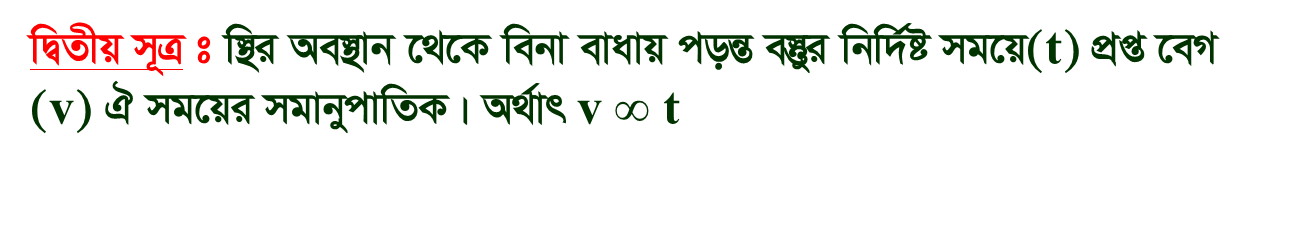 দ্বিতীয় সূত্র ঃ স্থির অবস্থান থেকে বিনা বাধায় পড়ন্ত বস্তুর নির্দিষ্ট সময়ে(t) প্রপ্ত বেগ
(v) ঐ সময়ের সমানুপাতিক। অর্থাৎ v ∞ t